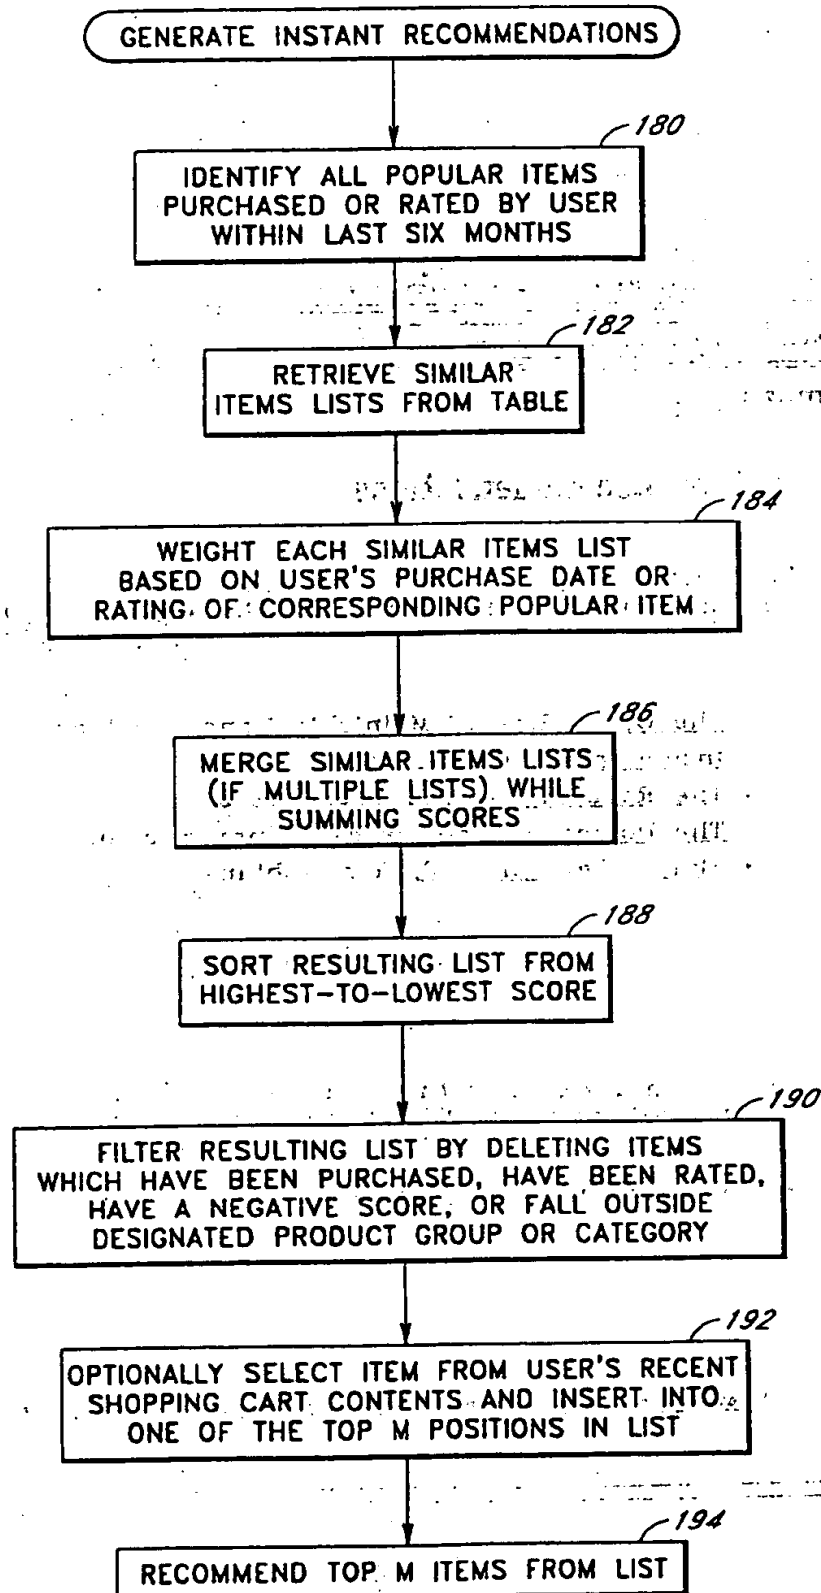 GENERATE INSTANT RECOMMENDATIONS
180
IDENTIFY ALL POPULAR ITEMS
PURCHASED OR RATED BY USER
WITHIN LAST SIX MONTHS
182
RETRIEVE SIMILAR
ITEMS LISTS FROM TABLE
184
WEIGHT EACH SIMILAR ITEMS LIST
BASED ON USER'S PURCHASE DATE OR
RATING OF CORRESPONDING POPULAR ITEM
186
MERGE SIMILAR ITEMS LISTS
(IF MULTIPLE LISTS) WHILE
SUMMING SCORES
188
SORT RESULTING LIST FROM
HIGHEST-TO-LOWEST SCORE
190
FILTER RESULTING LIST BY DELETING ITEMS
WHICH HAVE BEEN PURCHASED, HAVE BEEN RATED,
HAVE A NEGATIVE SCORE, OR FALL OUTSIDE
DESIGNATED PRODUCT GROUP OR CATEGORY
192
OPTIONALLY SELECT ITEM FROM USER'S RECENT
SHOPPING CART CONTENTS AND INSERT INTO
ONE OF THE TOP M POSITIONS IN LIST
194
RECOMMEND TOP M ITEMS FROM LIST